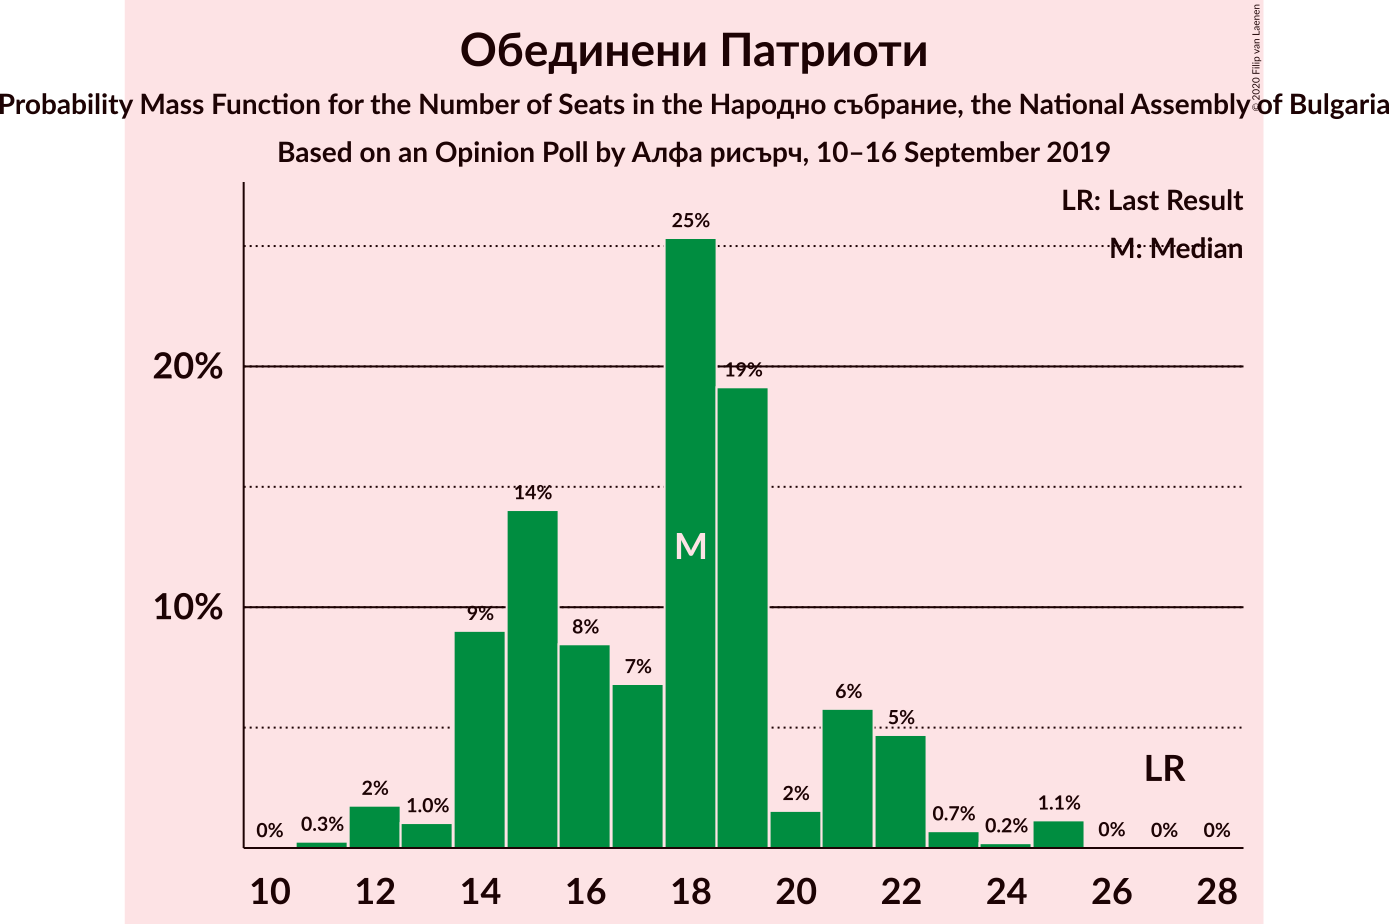 Обединени Патриоти
Probability Mass Function for the Number of Seats in the Народно събрание, the National Assembly of Bulgaria
Based on an Opinion Poll by Алфа рисърч, 10–16 September 2019
© 2020 Filip van Laenen
LR: Last Result
M: Median
20%
10%
0%
0.3%
2%
1.0%
9%
14%
8%
7%
25%
19%
2%
6%
5%
0.7%
0.2%
1.1%
0%
0%
0%
M
LR
10 12 14 16 18 20 22 24 26 28